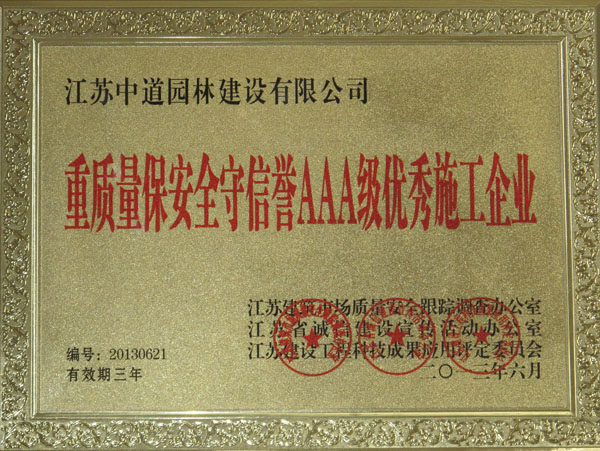 江苏中道园林建设有限公司
重质量保安全守信誉AAA级优秀施工企业
江苏建筑市场质量安全跟踪调查办公室
江苏省诚信建设宣传活动办公室
江苏建设工程科技成果应用评定委员会
二〇一三年六月
编号：20130621
有效期三年